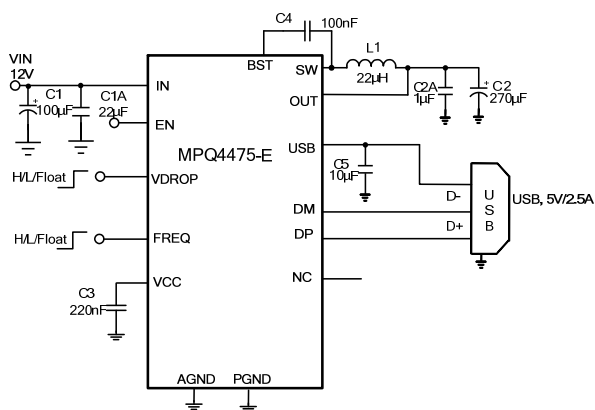 C4
100nF
VIN
12V
BST
SW
L1
22µH
C1
100µF
C1A
22µF
IN
OUT
C2A
1µF
C2
270µF
EN
MPQ4475-E
USB
C5
10µF
H/L/Float
VDROP
D-
USB
USB, 5V/2.5A
DM
D+
DP
H/L/Float
FREQ
NC
VCC
C3
220nF
AGND
PGND